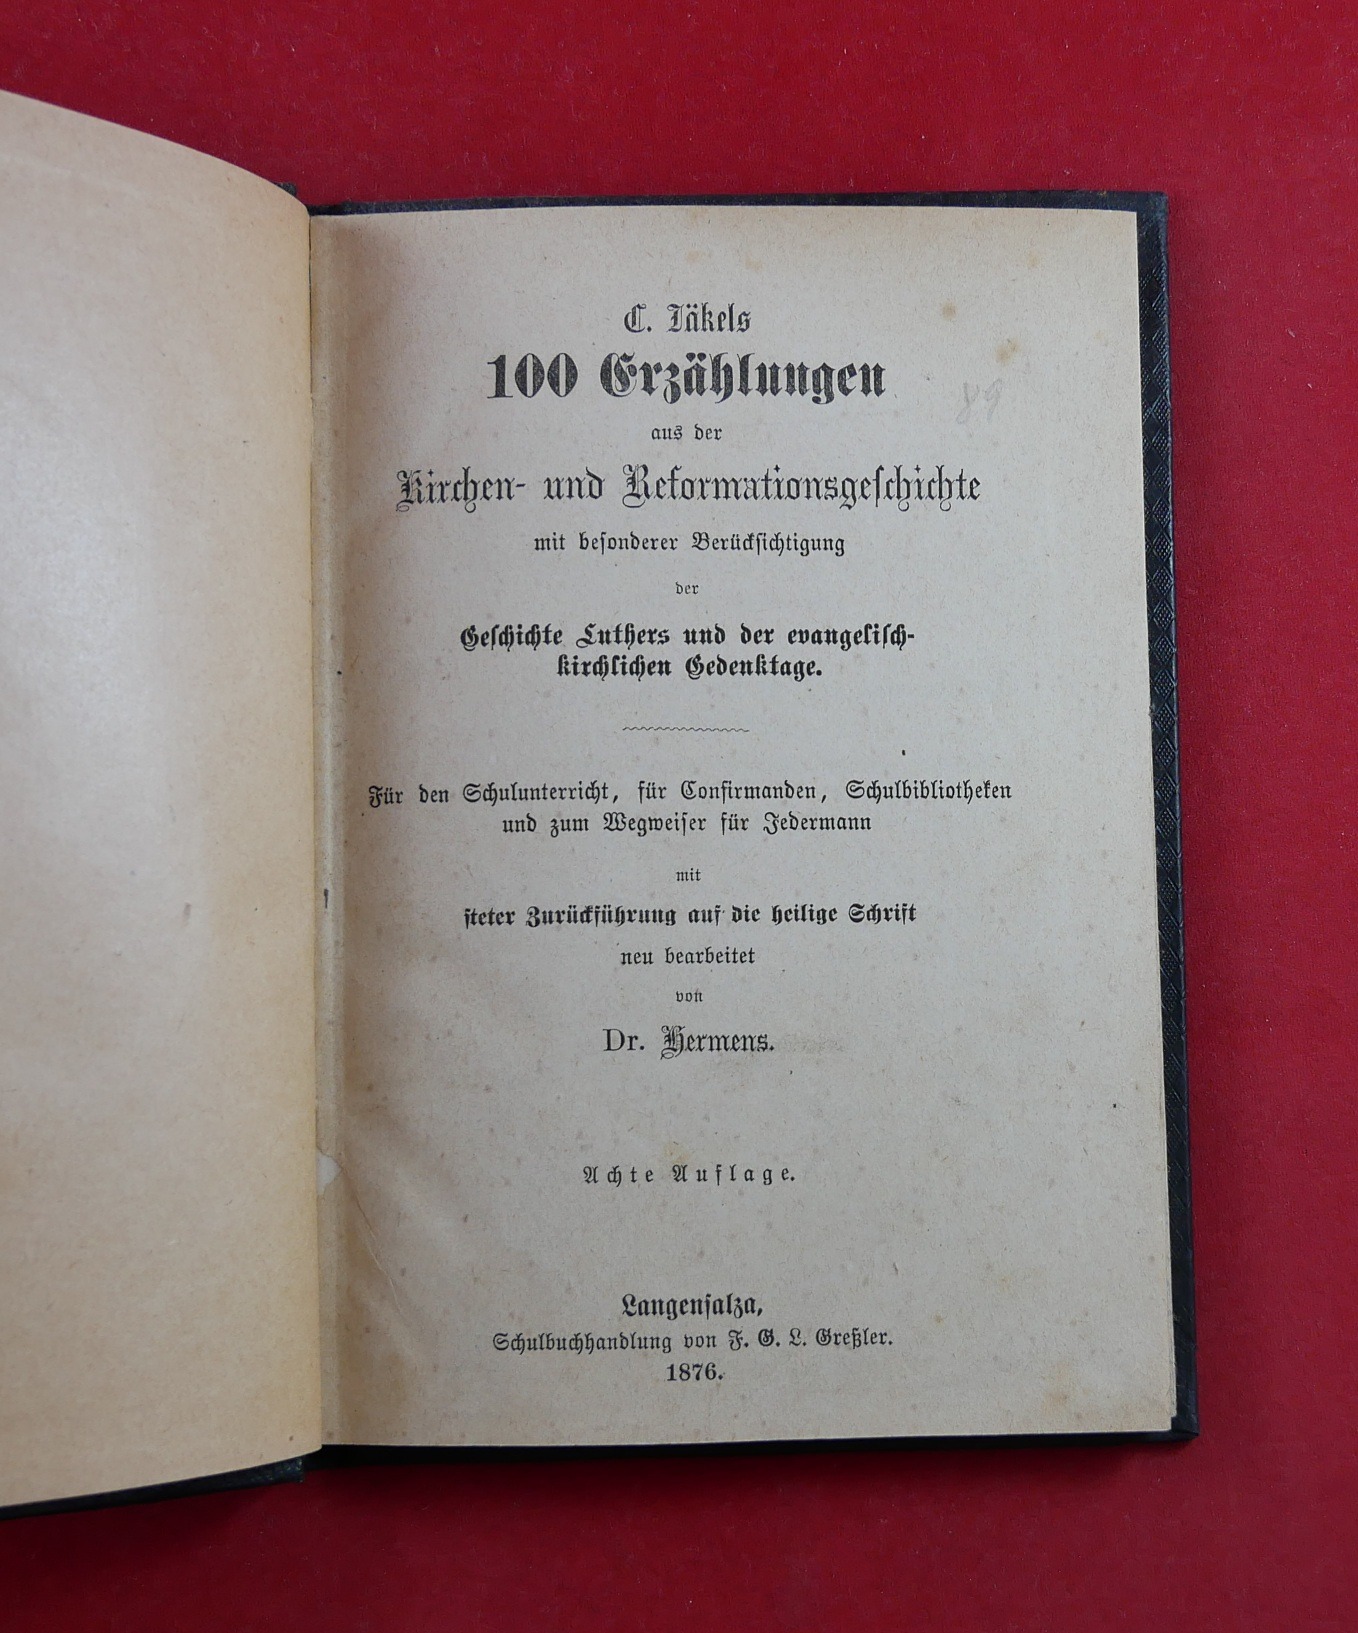 C. Jäkels
100 Erzählungen
aus der
Kirchen- und Reformationsgeſchichte
mit beſonderer Berückſichtigung
der
Geſchichte Luthers und der evangeliſch-
kirchlichen Gedenktage.
Für den Schulunterricht, für Confirmanden, Schulbibliotheken
und zum Wegweiſer für Jedermann
mit
ſteter Zurückführung auf die heilige Schrift
neu bearbeitet
von
Dr. Hermens.
Achte Auflage.
Langenſalza,
Schulbuchhandlung von F. G. L. Greßler.
1876.